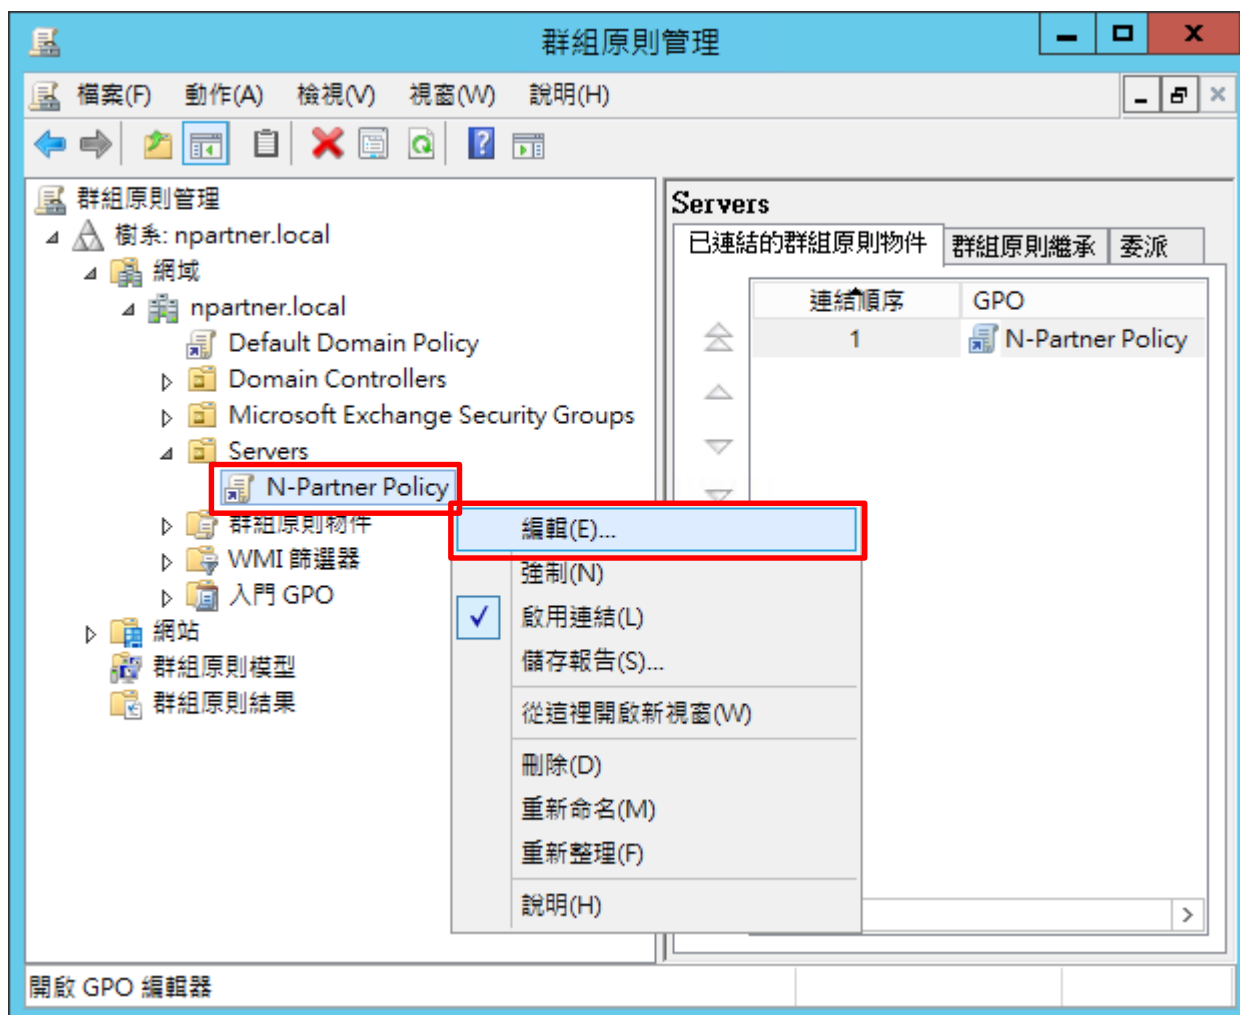 群組原則管理
檔案(F) 動作(A) 檢視(V) 視窗(W) 說明(H)
群組原則管理
樹系: npartner.local
網域
npartner.local
Default Domain Policy
Domain Controllers
Microsoft Exchange Security Groups
Servers
N-Partner Policy
群組原則物件
WMI 篩選器
入門 GPO
網站
群組原則模型
群組原則結果
Servers
已連結的群組原則物件 群組原則繼承 委派
連結順序 GPO
1 N-Partner Policy
編輯(E)...
強制(N)
啟用連結(L)
儲存報告(S)...
從這裡開啟新視窗(W)
刪除(D)
重新命名(M)
重新整理(F)
說明(H)
開啟 GPO 編輯器